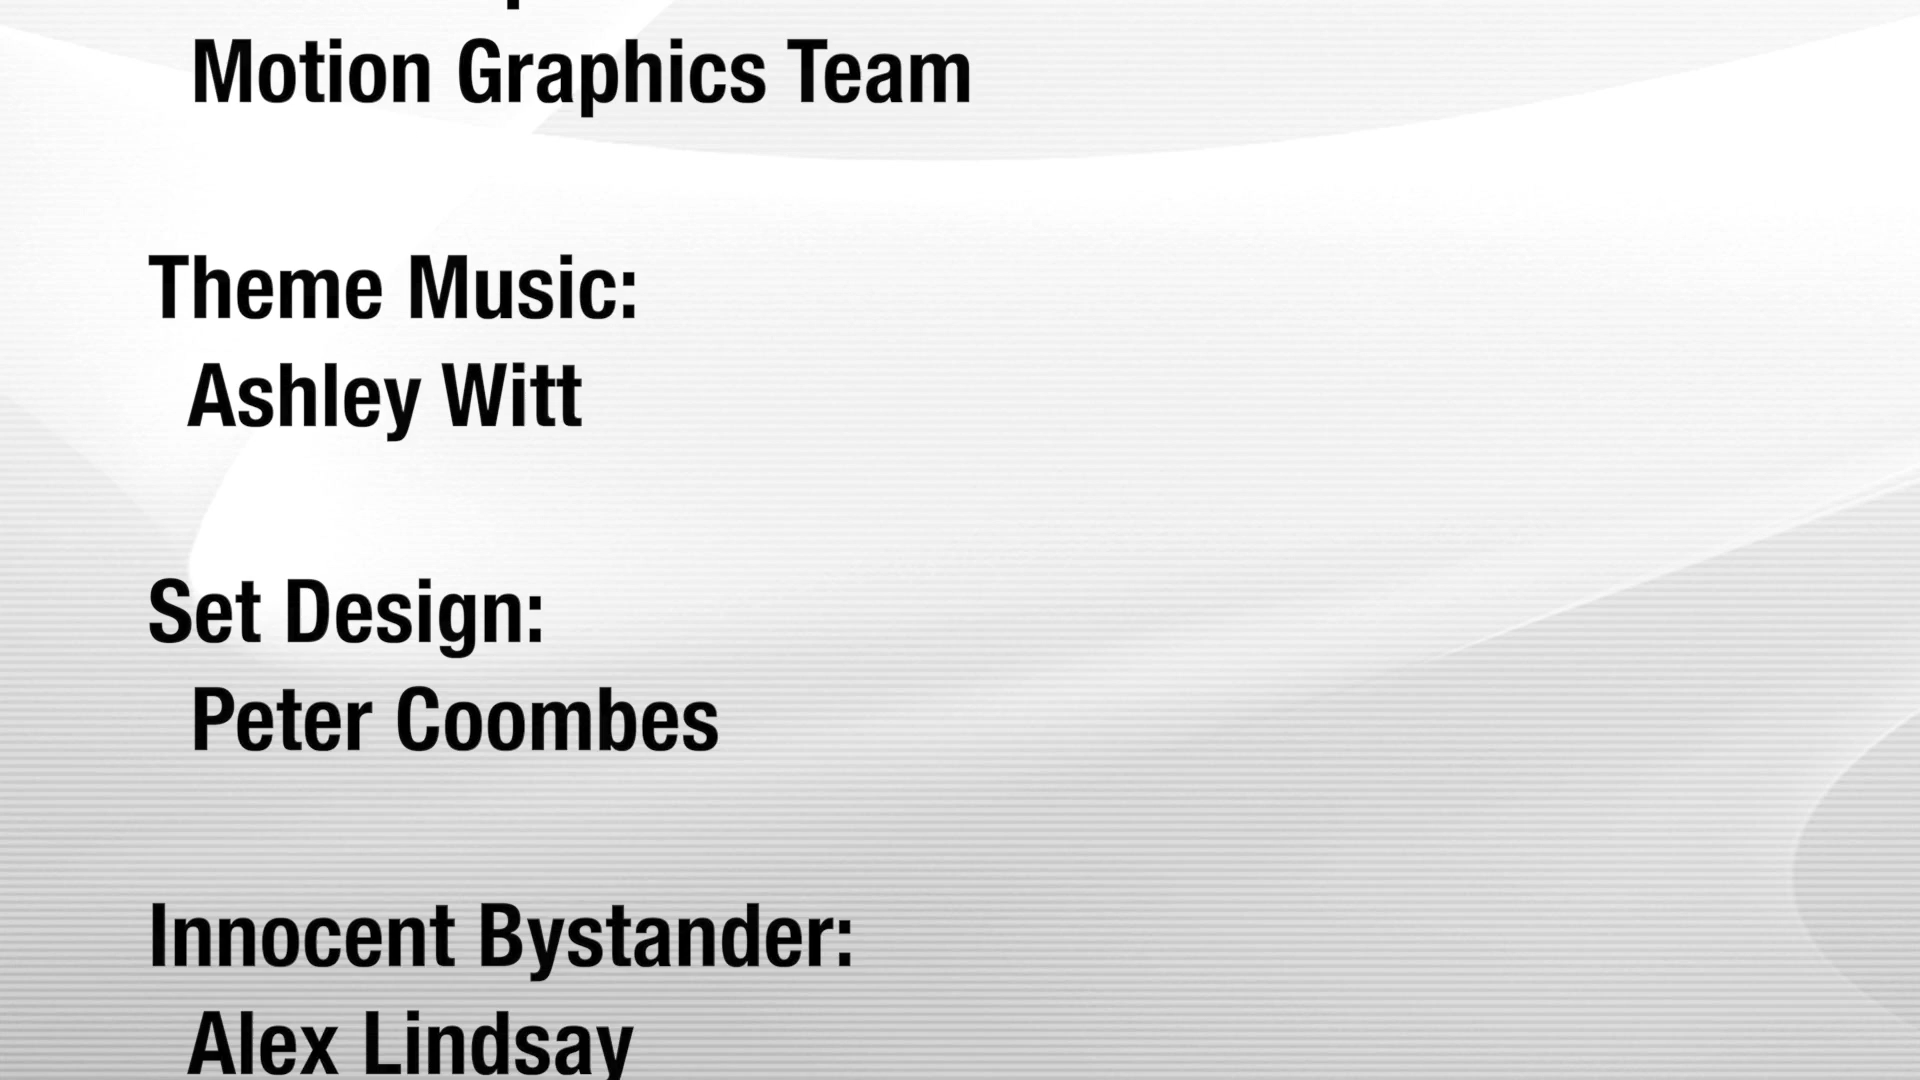 Motion Graphics Team
Theme Music:
Ashley Witt
Set Design:
Peter Coombes
Innocent Bystander:
Alex Lindsay